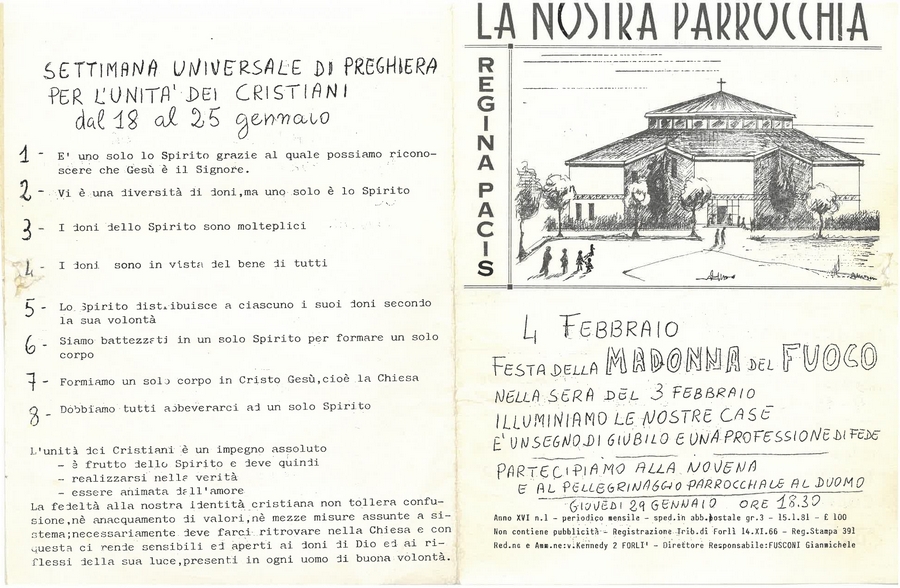 SETTIMANA UNIVERSALE DI PREGHIERA
PER L'UNITA' DEI CRISTIANI
dal 18 al 25 gennaio
1 - E' uno solo lo Spirito grazie al quale possiamo ricono-
scere che Gesù è il Signore.
2 - Vi è una diversità di doni,ma uno solo è lo Spirito
3 - I doni dello Spirito sono molteplici
4 - I doni sono in vista del bene di tutti
5 - Lo Spirito distribuisce a ciascuno i suoi doni secondo
la sua volontà
6 - Siamo battezzati in un solo Spirito per formare un solo
corpo
7 - Formiamo un solo corpo in Cristo Gesù,cioè la Chiesa
8 - Dobbiamo tutti abbeverarci ad un solo Spirito
L'unità dei Cristiani è un impegno assoluto
- è frutto dello Spirito e deve quindi
- realizzarsi nella verità
- essere animata dall'amore
La fedeltà alla nostra identità cristiana non tollera confu-
sione,nè anacquamento di valori,nè mezze misure assunte a si-
stema;necessariamente deve farci ritrovare nella Chiesa e con
questa ci rende sensibili ed aperti ai doni di Dio ed ai ri-
flessi della sua luce,presenti in ogni uomo di buona volontà.
LA NOSTRA PARROCCHIA
REGINA PACIS
4 FEBBRAIO
FESTA DELLA MADONNA DEL FUOCO
NELLA SERA DEL 3 FEBBRAIO
ILLUMINIAMO LE NOSTRE CASE
E' UN SEGNO DI GIUBILO E UNA PROFESSIONE DI FEDE
PARTECIPIAMO ALLA NOVENA
E AL PELLEGRINAGGIO PARROCCHIALE AL DUOMO
GIOVEDÌ 29 GENNAIO ORE 18.30
Anno XVI n.1 - periodico mensile - sped.in abb.postale gr.3 - 15.1.81 - £ 100
Non contiene pubblicità - Registrazione Trib.di Forlì 14.XI.66 - Reg.Stampa 391
Red.ne e Amm.ne:v.Kennedy 2 FORLI' - Direttore Responsabile:FUSCONI Gianmichele